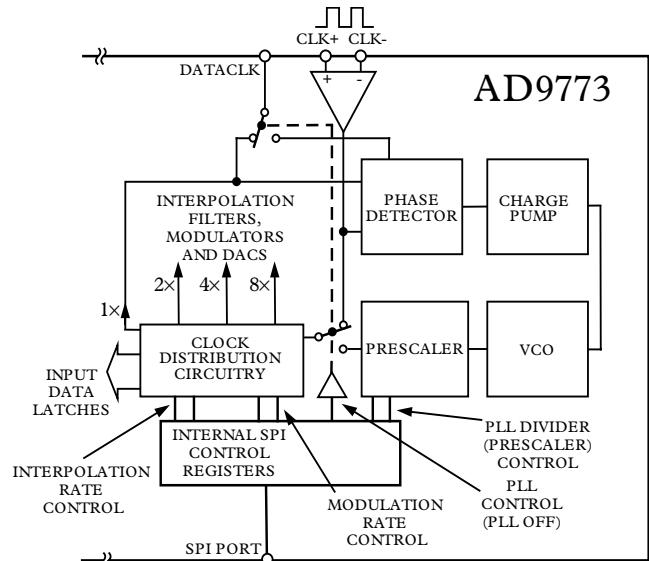 CLK+ CLK-
DATACLK
+ -
AD9773
INTERPOLATION
FILTERS,
MODULATORS
AND DACS
PHASE
DETECTOR
CHARGE
PUMP
2× 4× 8×
1×
CLOCK
DISTRIBUTION
CIRCUITRY
PRESCALER
VCO
INPUT
DATA
LATCHES
INTERNAL SPI
CONTROL
REGISTERS
PLL DIVIDER
(PRESCALER)
CONTROL
INTERPOLATION
RATE
CONTROL
MODULATION
RATE
CONTROL
PLL
CONTROL
(PLL OFF)
SPI PORT